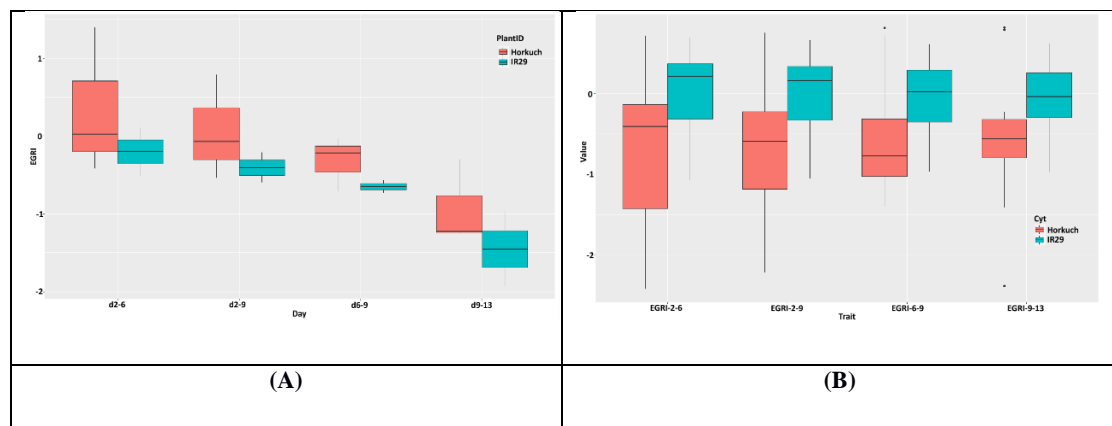 PlantID
Horkuch
IR29
1
0
-1
-2
EGRI
d2-6
d2-9
d6-9
d9-13
Day
(A)
0
-1
-2
Value
Cyt
Horkuch
IR29
EGRI-2-6
EGRI-2-9
EGRI-6-9
EGRI-9-13
Trait
(B)